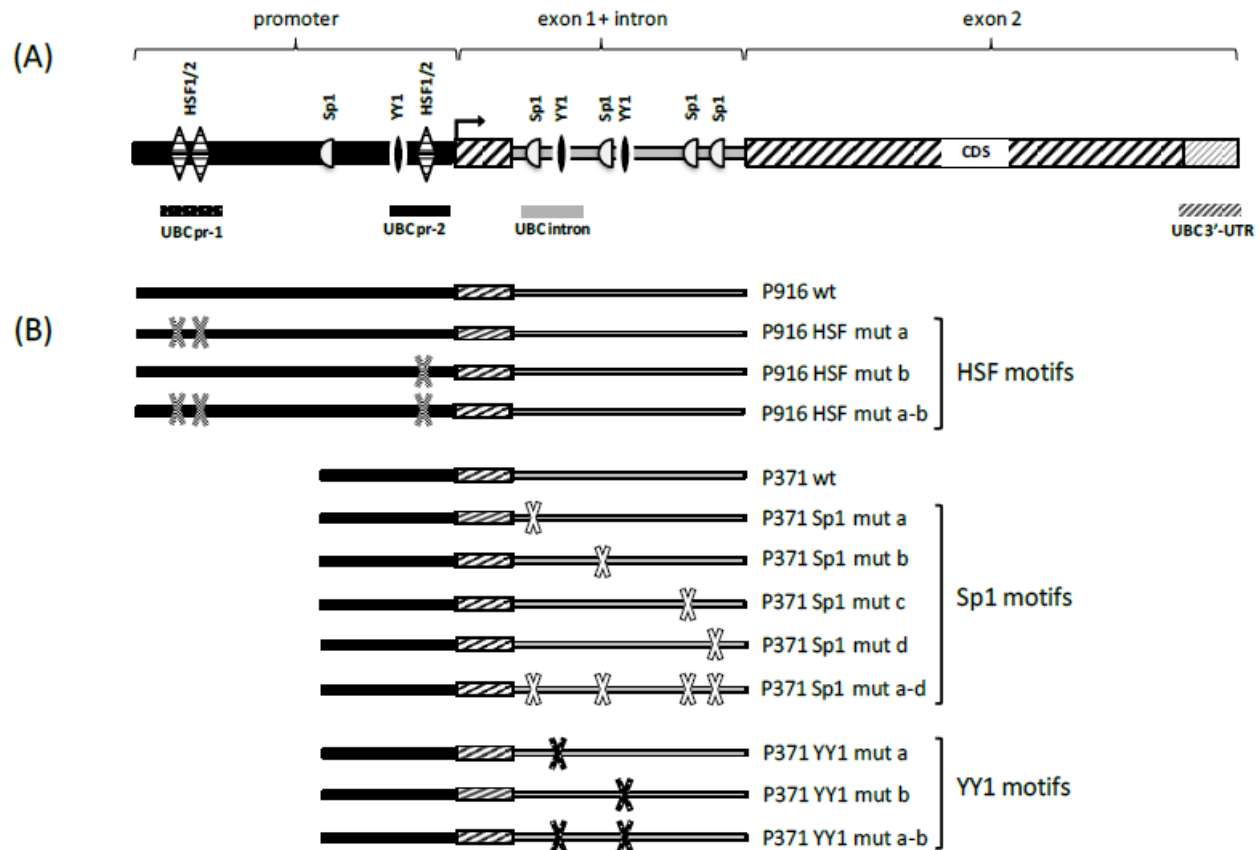 promoter
exon 1+ intron
exon 2
(A)
HSF1/2
Sp1
YY1
HSF1/2
Sp1
YY1
Sp1
YY1
Sp1
Sp1
CDS
UBCpr-1
UBCpr-2
UBCintron
UBC3'-UTR
(B)
P916 wt
P916 HSF mut a
P916 HSF mut b
P916 HSF mut a-b
HSF motifs
P371 wt
P371 Sp1 mut a
P371 Sp1 mut b
P371 Sp1 mut c
P371 Sp1 mut d
P371 Sp1 mut a-d
Sp1 motifs
P371 YY1 mut a
P371 YY1 mut b
P371 YY1 mut a-b
YY1 motifs